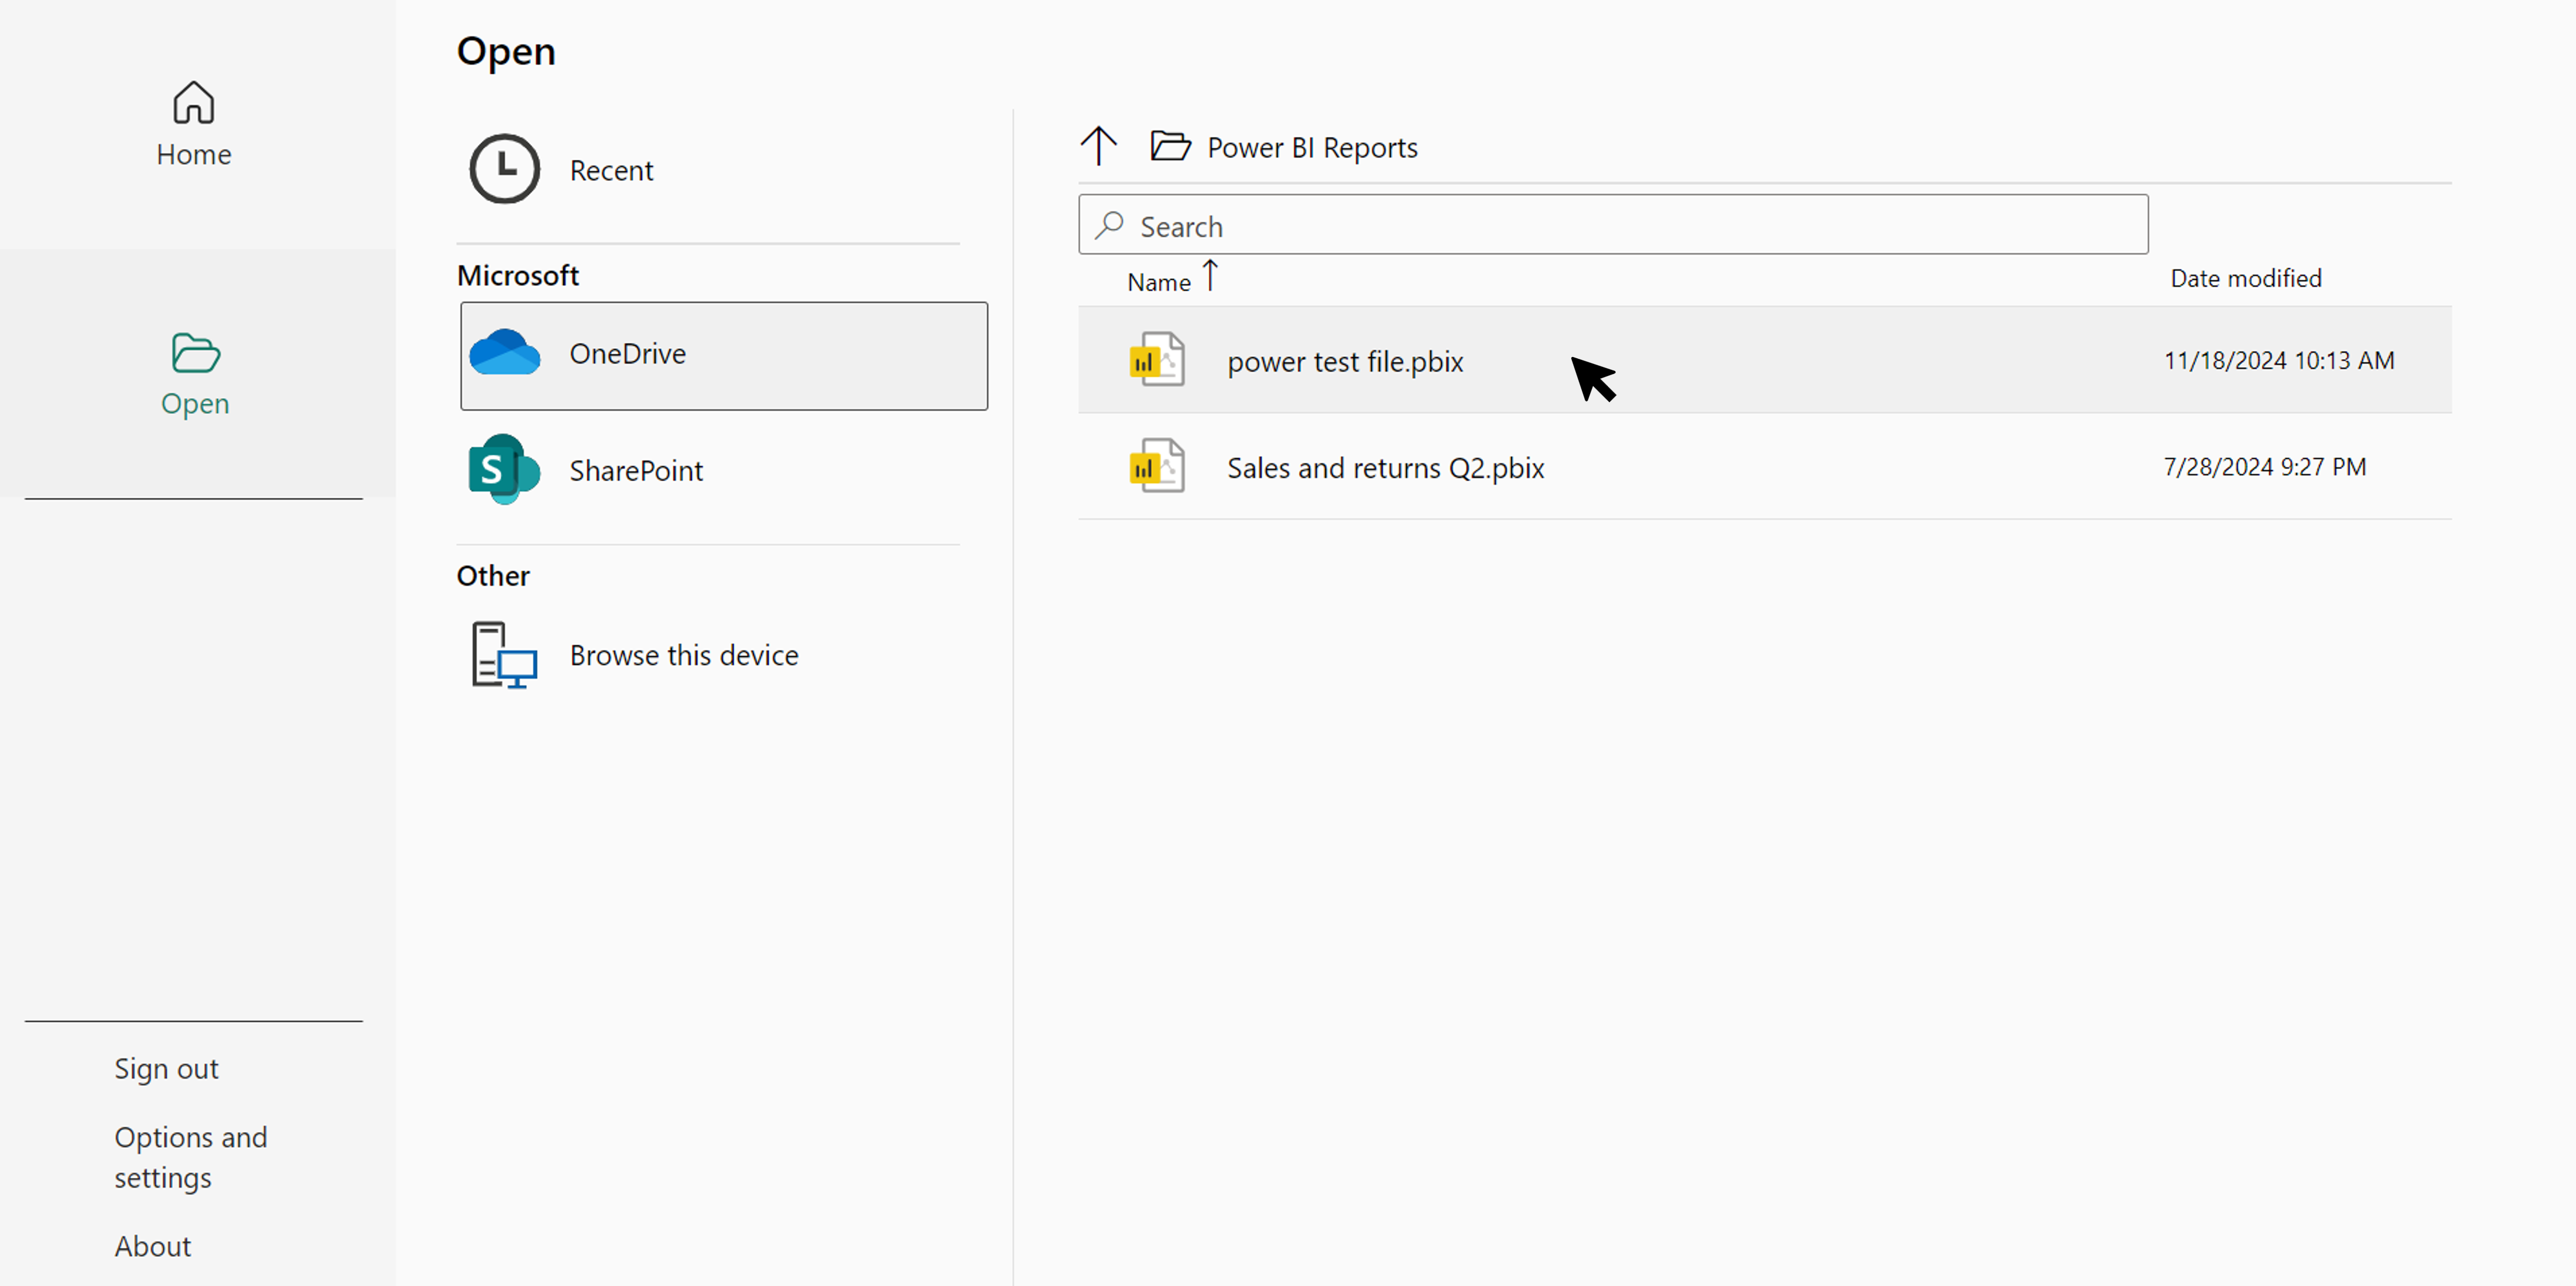 Open
Home
Open
Sign out
Options and
settings
About
Recent
Microsoft
OneDrive
S
SharePoint
Other
Browse this device
Power BI Reports
Search
Name
Date modified
power test file.pbix
11/18/2024 10:13 AM
Sales and returns Q2.pbix
7/28/2024 9:27 PM